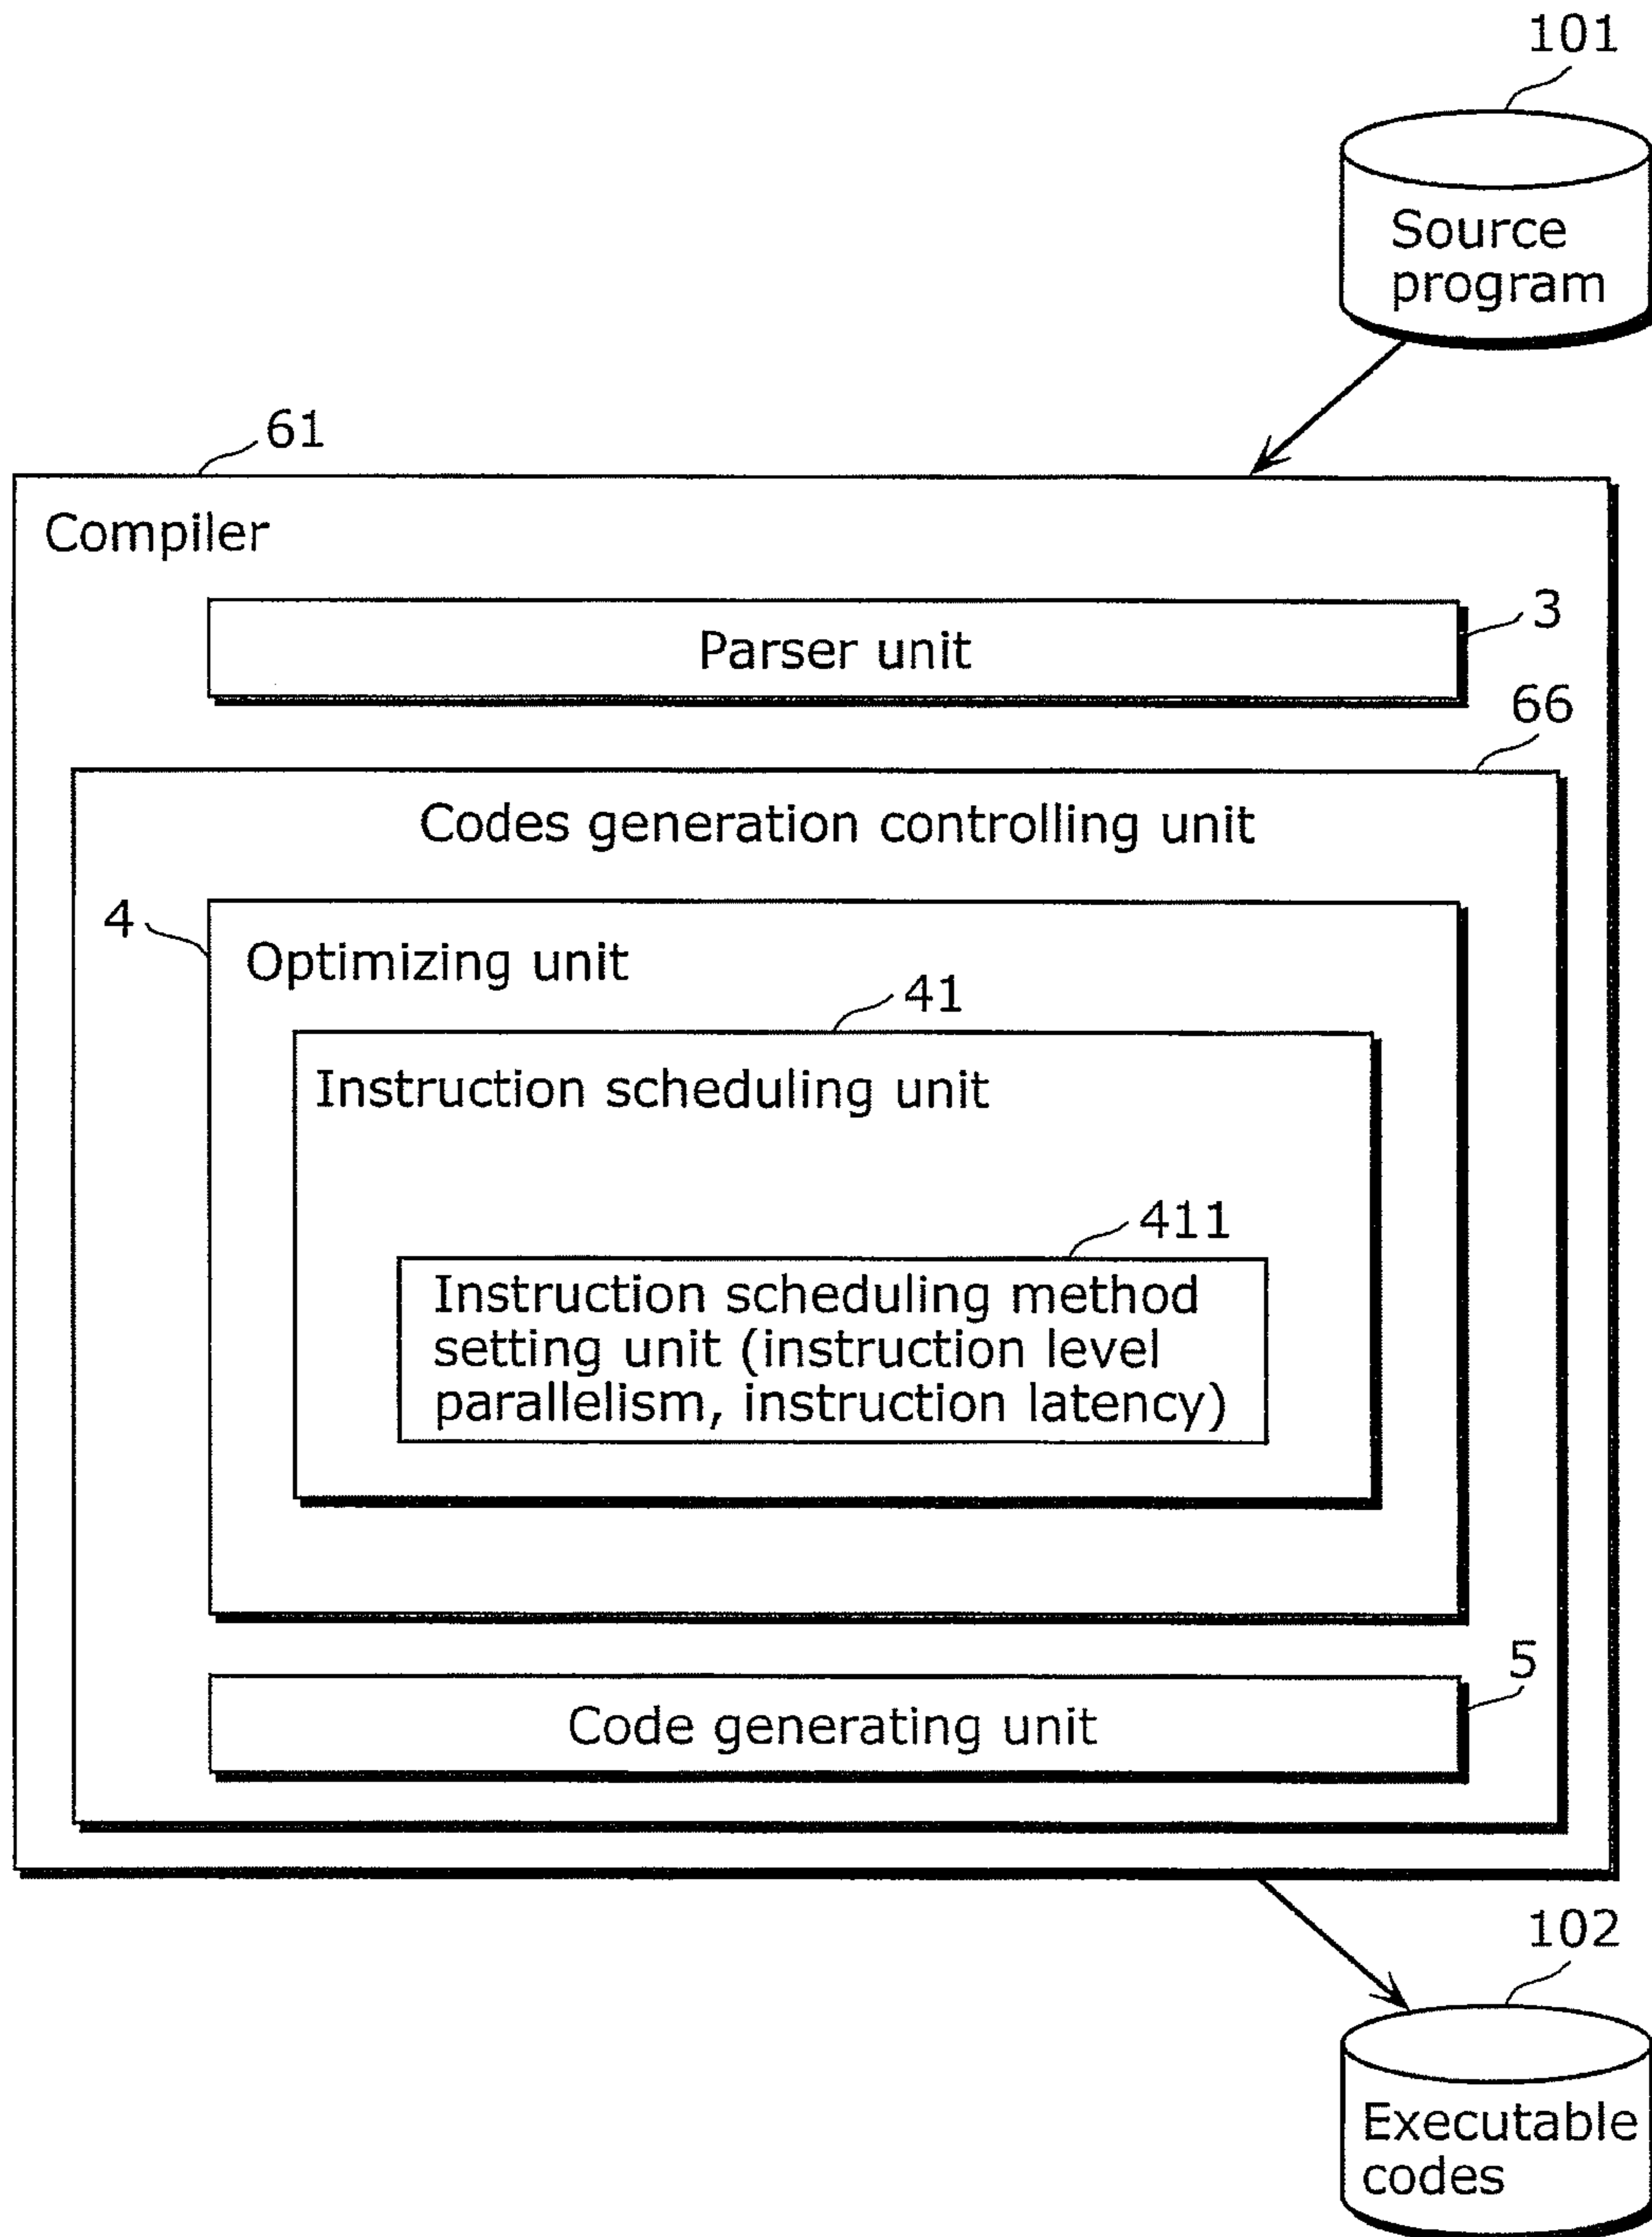 101
Source
program
61
Compiler
3
Parser unit
66
Codes generation controlling unit
4
Optimizing unit
41
Instruction scheduling unit
411
Instruction scheduling method
setting unit (instruction level
parallelism, instruction latency)
5
Code generating unit
102
Executable
codes